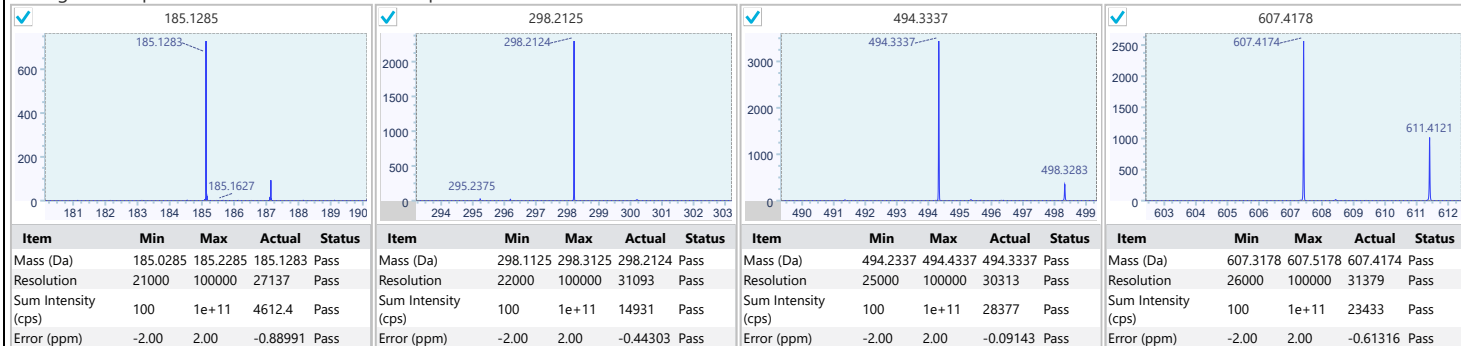 185.1285
185.1283
185.1627
600
400
200
0
181 182 183 184 185 186 187 188 189 190
Item Min Max Actual Status
Mass (Da) 185.0285 185.2285 185.1283 Pass
Resolution 21000 100000 27137 Pass
Sum Intensity (cps) 100 1e+11 4612.4 Pass
Error (ppm) -2.00 2.00 -0.88991 Pass
298.2125
298.2124
295.2375
2000
1500
1000
500
0
294 295 296 297 298 299 300 301 302 303
Item Min Max Actual Status
Mass (Da) 298.1125 298.3125 298.2124 Pass
Resolution 22000 100000 31093 Pass
Sum Intensity (cps) 100 1e+11 14931 Pass
Error (ppm) -2.00 2.00 -0.44303 Pass
494.3337
494.3337
498.3283
3000
2000
1000
0
490 491 492 493 494 495 496 497 498 499
Item Min Max Actual Status
Mass (Da) 494.2337 494.4337 494.3337 Pass
Resolution 25000 100000 30313 Pass
Sum Intensity (cps) 100 1e+11 28377 Pass
Error (ppm) -2.00 2.00 -0.09143 Pass
607.4178
607.4174
611.4121
2500
2000
1500
1000
500
0
603 604 605 606 607 608 609 610 611 612
Item Min Max Actual Status
Mass (Da) 607.3178 607.5178 607.4174 Pass
Resolution 26000 100000 31379 Pass
Sum Intensity (cps) 100 1e+11 23433 Pass
Error (ppm) -2.00 2.00 -0.61316 Pass